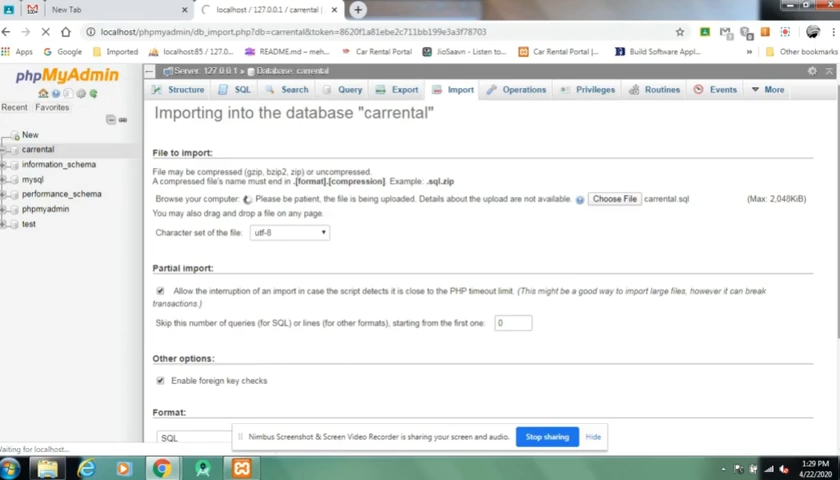 New Tab
localhost / 127.0.0.1 / carrental |
localhost/phpmyadmin/db_import.php?db=carrental&token=8620f1a81ebe2c711bb199e3a3f78703
Apps Google Imported localhost:85 / 127.0... README.md – meh... Car Rental Portal JioSaavn - Listen to... Car Rental Portal |... Build Software Appl... » Other bookmarks
phpMyAdmin
Server: 127.0.0.1 » Database: carrental
Structure SQL Search Query Export Import Operations Privileges Routines Events More
Recent Favorites
New
carrental
information_schema
mysql
performance_schema
phpmyadmin
test
Importing into the database "carrental"
File to import:
File may be compressed (gzip, bzip2, zip) or uncompressed.
A compressed file's name must end in .[format].[compression]. Example: .sql.zip
Browse your computer: Please be patient, the file is being uploaded. Details about the upload are not available. Choose File carrental.sql (Max: 2,048KiB)
You may also drag and drop a file on any page.
Character set of the file: utf-8
Partial import:
Allow the interruption of an import in case the script detects it is close to the PHP timeout limit. (This might be a good way to import large files, however it can break
transactions.)
Skip this number of queries (for SQL) or lines (for other formats), starting from the first one: 0
Other options:
Enable foreign key checks
Format:
SQL
Nimbus Screenshot & Screen Video Recorder is sharing your screen and audio. Stop sharing Hide
Waiting for localhost...
1:29 PM
4/22/2020